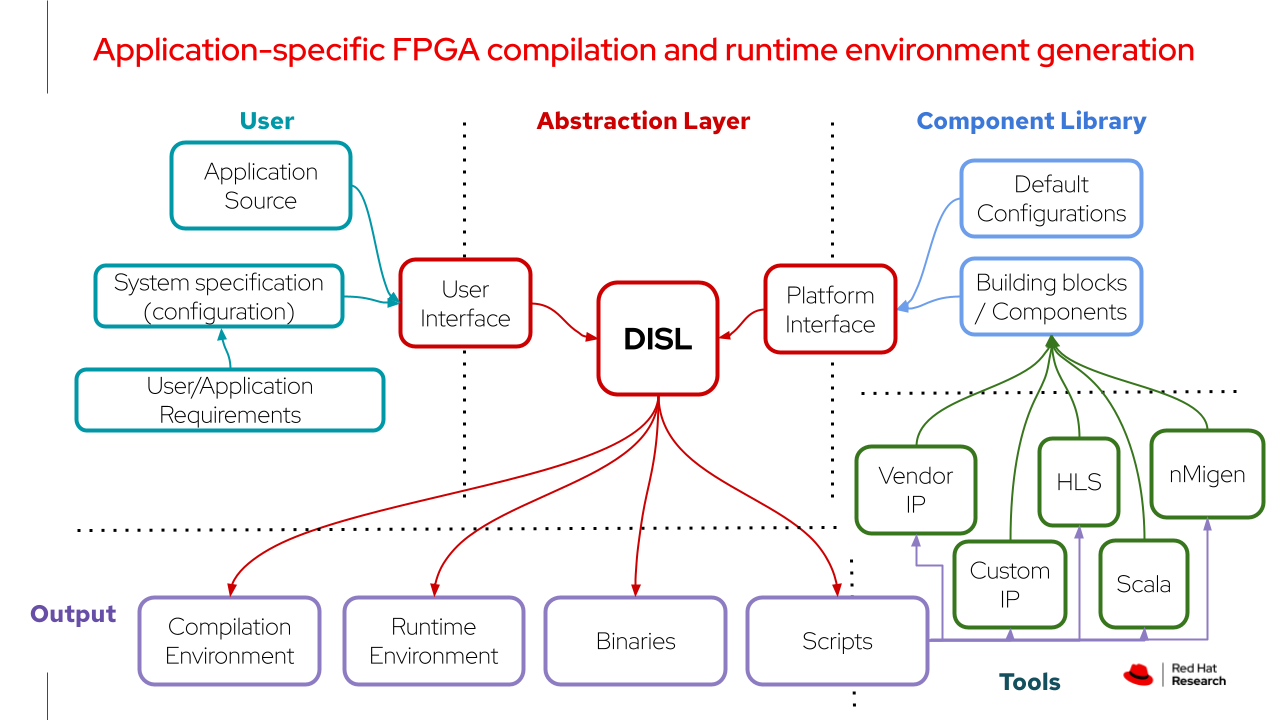 Application-specific FPGA compilation and runtime environment generation
User
Abstraction Layer
Component Library
Application
Source
Default
Configurations
System specification
(configuration)
User
Interface
DISL
Platform
Interface
Building blocks
/ Components
User/Application
Requirements
Vendor
IP
HLS
nMigen
Custom
IP
Scala
Output
Compilation
Environment
Runtime
Environment
Binaries
Scripts
Tools
Red Hat
Research